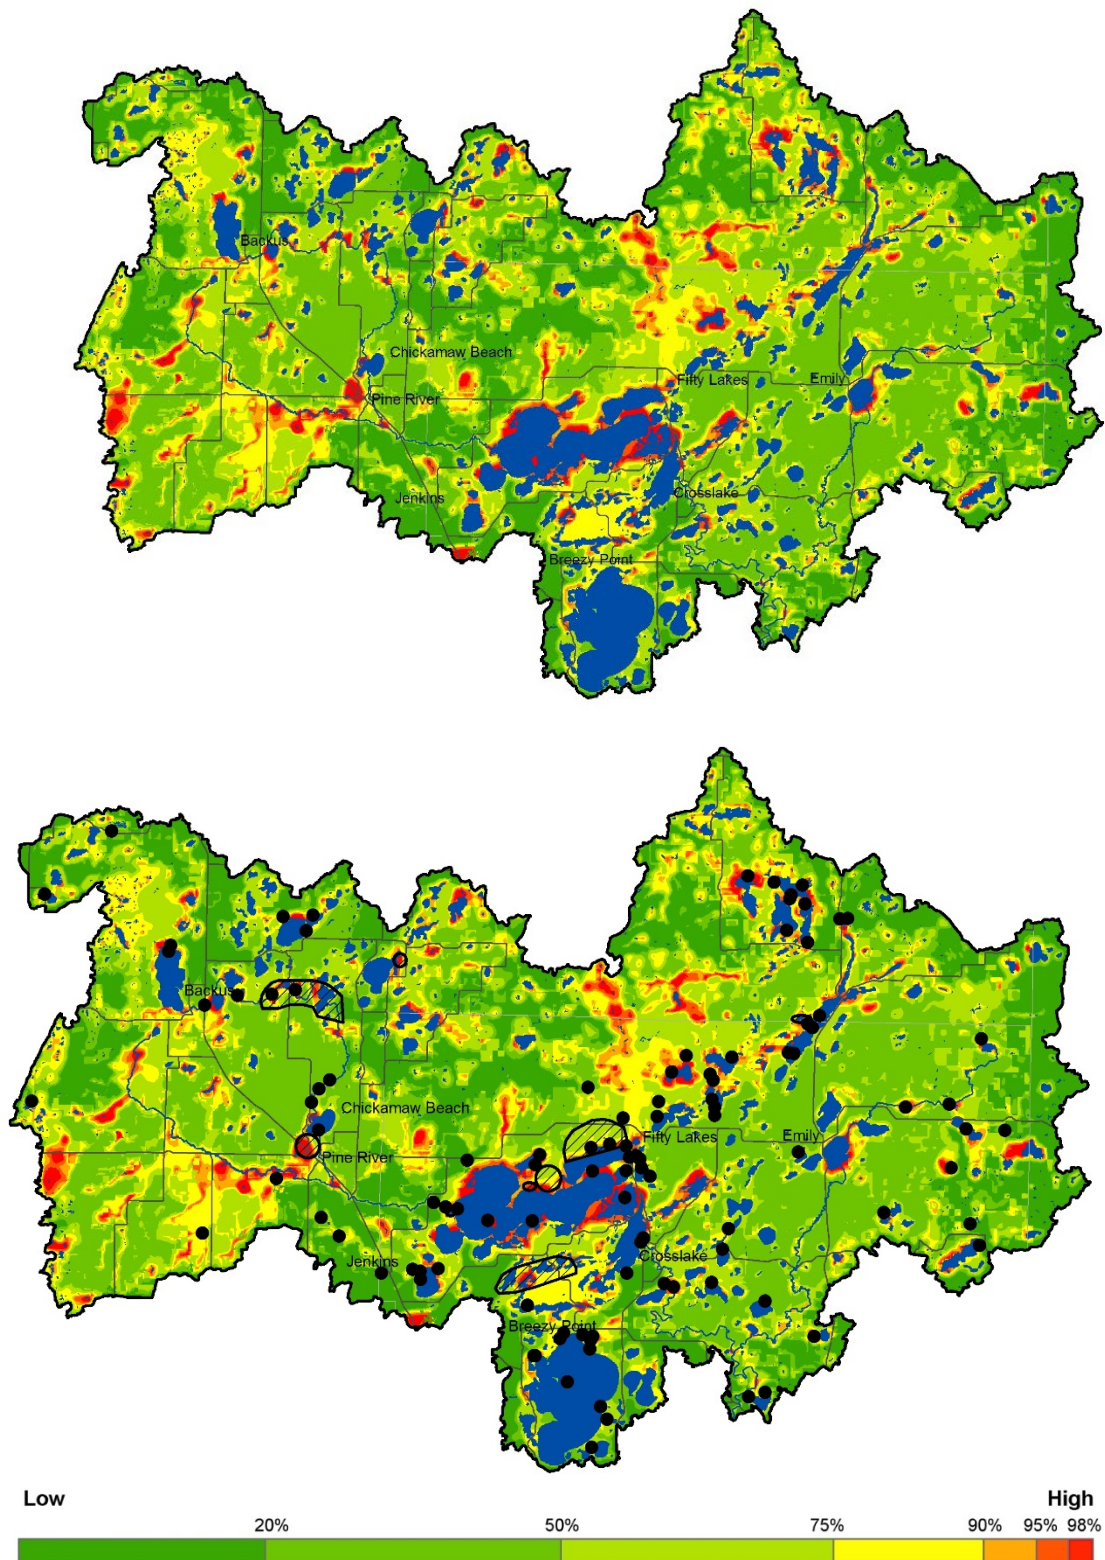 Backus
Chickamaw Beach
Fifty Lakes
Emily
Pine River
Jenkins
Crosslake
Breezy Point
Backus
Chickamaw Beach
Fifty Lakes
Emily
Pine River
Crosslake
Jenkins
Breezy Point
Low High
20% 50% 75% 90% 95% 98%